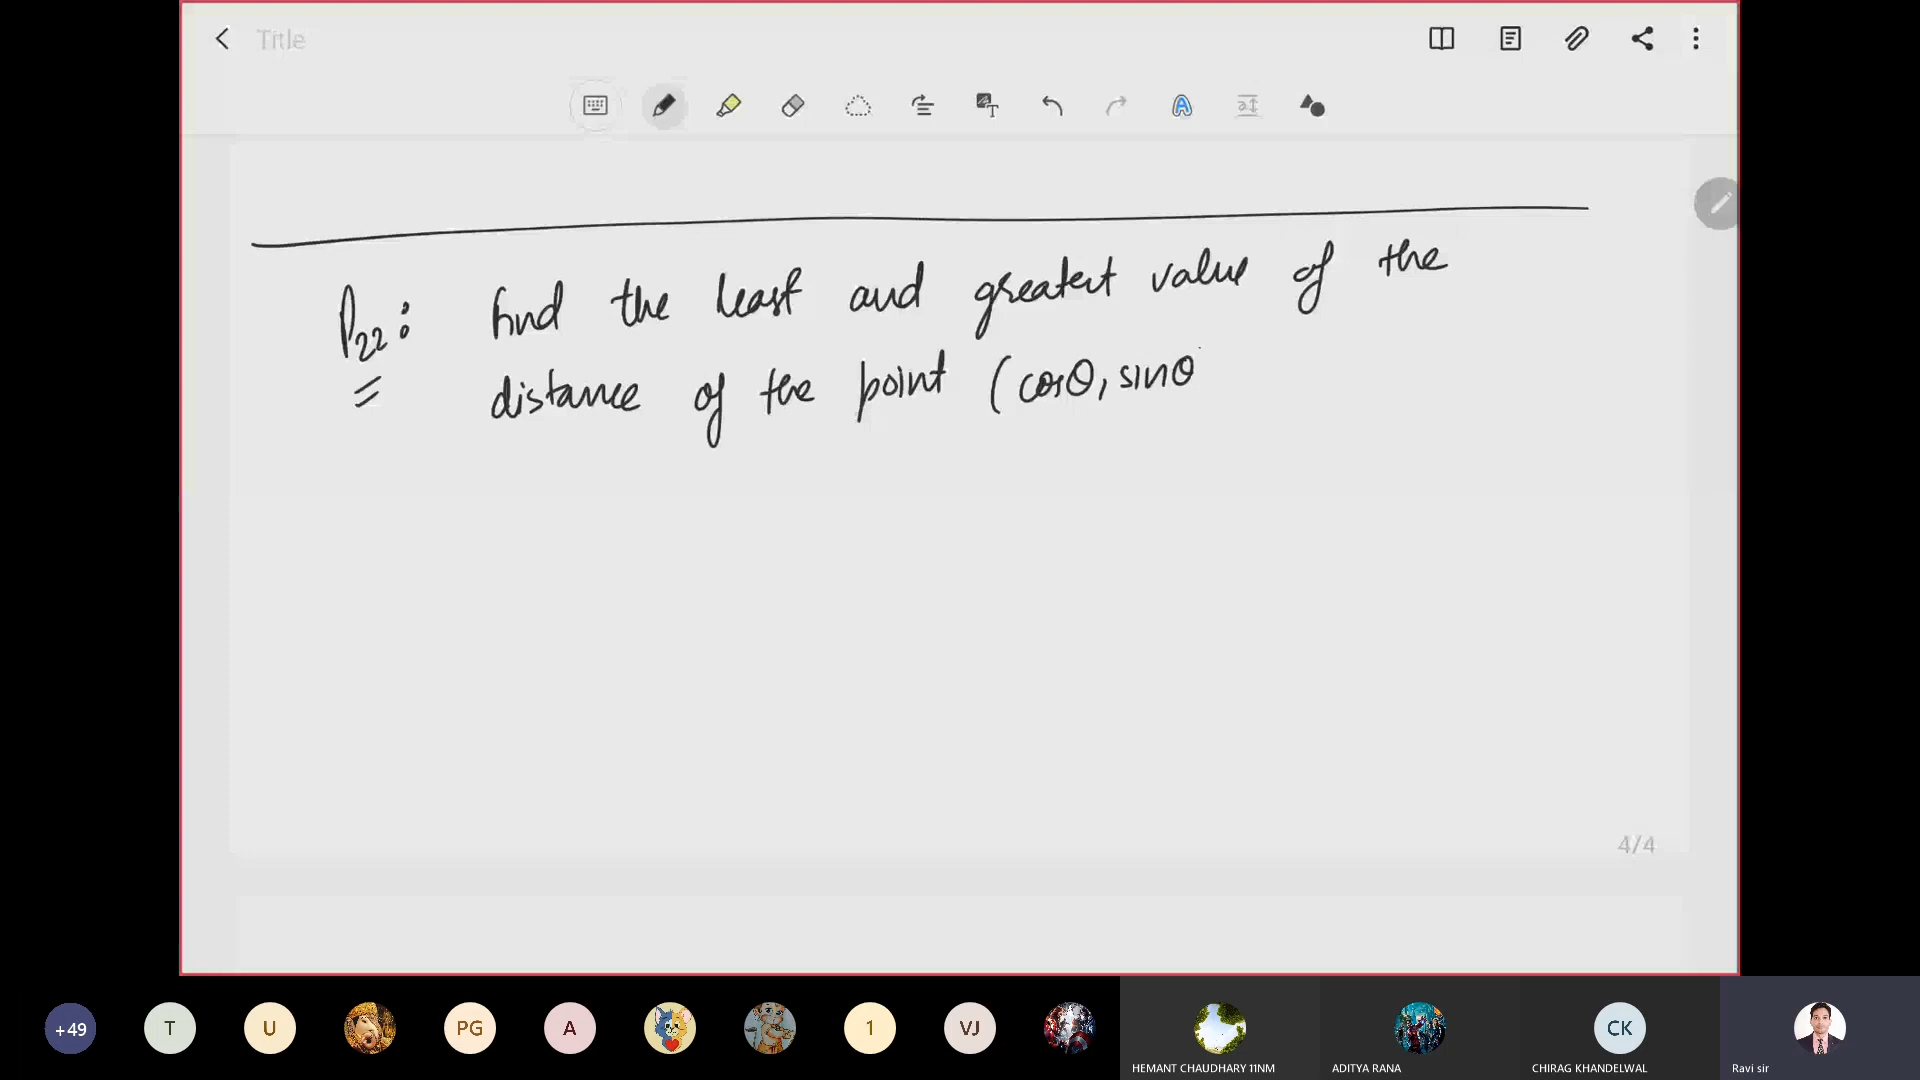 Title
P22: find the least and greatest value of the
distance of the point (cosθ, sinθ
4/4
+49 T U PG A 1 VJ CK
HEMANT CHAUDHARY 11NM ADITYA RANA CHIRAG KHANDELWAL Ravi sir